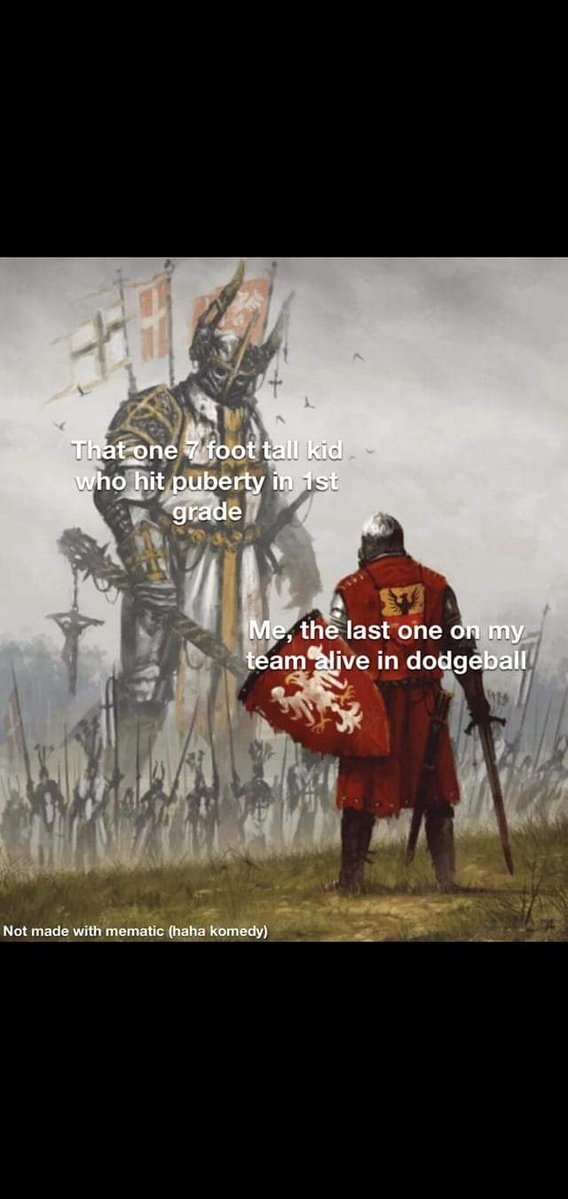 That one 7 foot tall kid
who hit puberty in 1st
grade
Me, the last one on my
team alive in dodgeball
Not made with mematic (haha komedy)